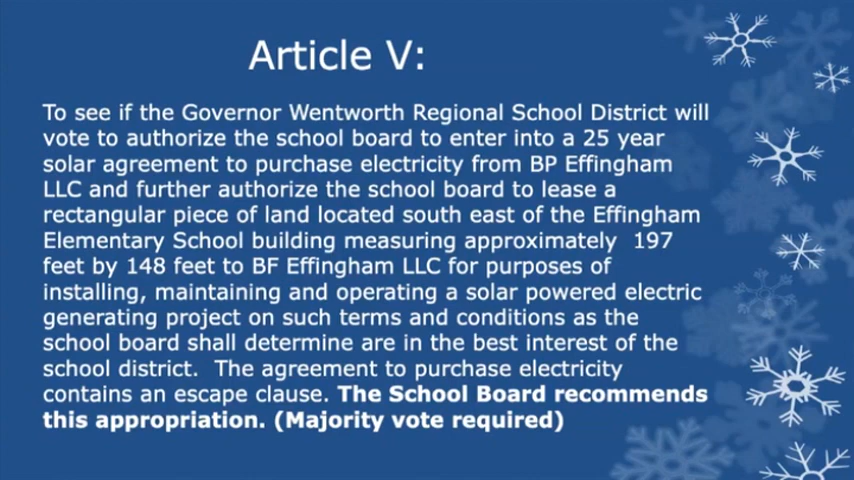 Article V:
To see if the Governor Wentworth Regional School District will
vote to authorize the school board to enter into a 25 year
solar agreement to purchase electricity from BP Effingham
LLC and further authorize the school board to lease a
rectangular piece of land located south east of the Effingham
Elementary School building measuring approximately  197
feet by 148 feet to BF Effingham LLC for purposes of
installing, maintaining and operating a solar powered electric
generating project on such terms and conditions as the
school board shall determine are in the best interest of the
school district.  The agreement to purchase electricity
contains an escape clause. The School Board recommends
this appropriation. (Majority vote required)